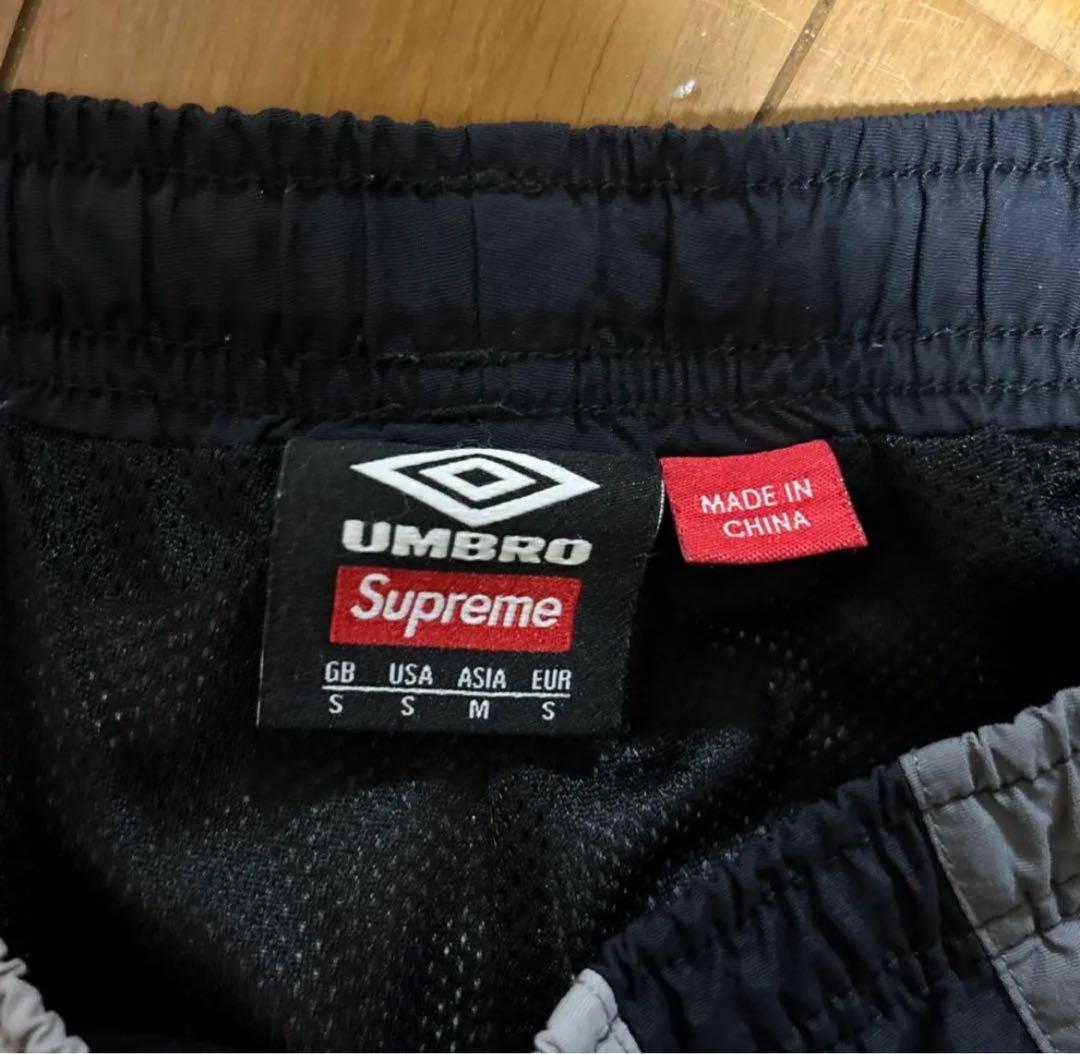 UMBRO
Supreme
GB USA ASIA EUR
S S M S
MADE IN
CHINA